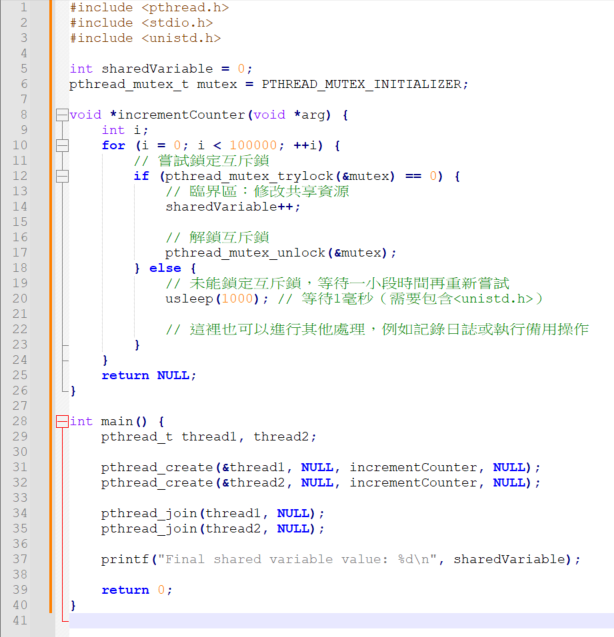 1 #include <pthread.h>
2 #include <stdio.h>
3 #include <unistd.h>
4
5 int sharedVariable = 0;
6 pthread_mutex_t mutex = PTHREAD_MUTEX_INITIALIZER;
7
8 void *incrementCounter(void *arg) {
9     int i;
10     for (i = 0; i < 100000; ++i) {
11         // 嘗試鎖定互斥鎖
12         if (pthread_mutex_trylock(&mutex) == 0) {
13             // 臨界區：修改共享資源
14             sharedVariable++;
15
16             // 解鎖互斥鎖
17             pthread_mutex_unlock(&mutex);
18         } else {
19             // 未能鎖定互斥鎖，等待一小段時間再重新嘗試
20             usleep(1000); // 等待1毫秒（需要包含<unistd.h>）
21
22             // 這裡也可以進行其他處理，例如記錄日誌或執行備用操作
23         }
24     }
25     return NULL;
26 }
27
28 int main() {
29     pthread_t thread1, thread2;
30
31     pthread_create(&thread1, NULL, incrementCounter, NULL);
32     pthread_create(&thread2, NULL, incrementCounter, NULL);
33
34     pthread_join(thread1, NULL);
35     pthread_join(thread2, NULL);
36
37     printf("Final shared variable value: %d\n", sharedVariable);
38
39     return 0;
40 }
41